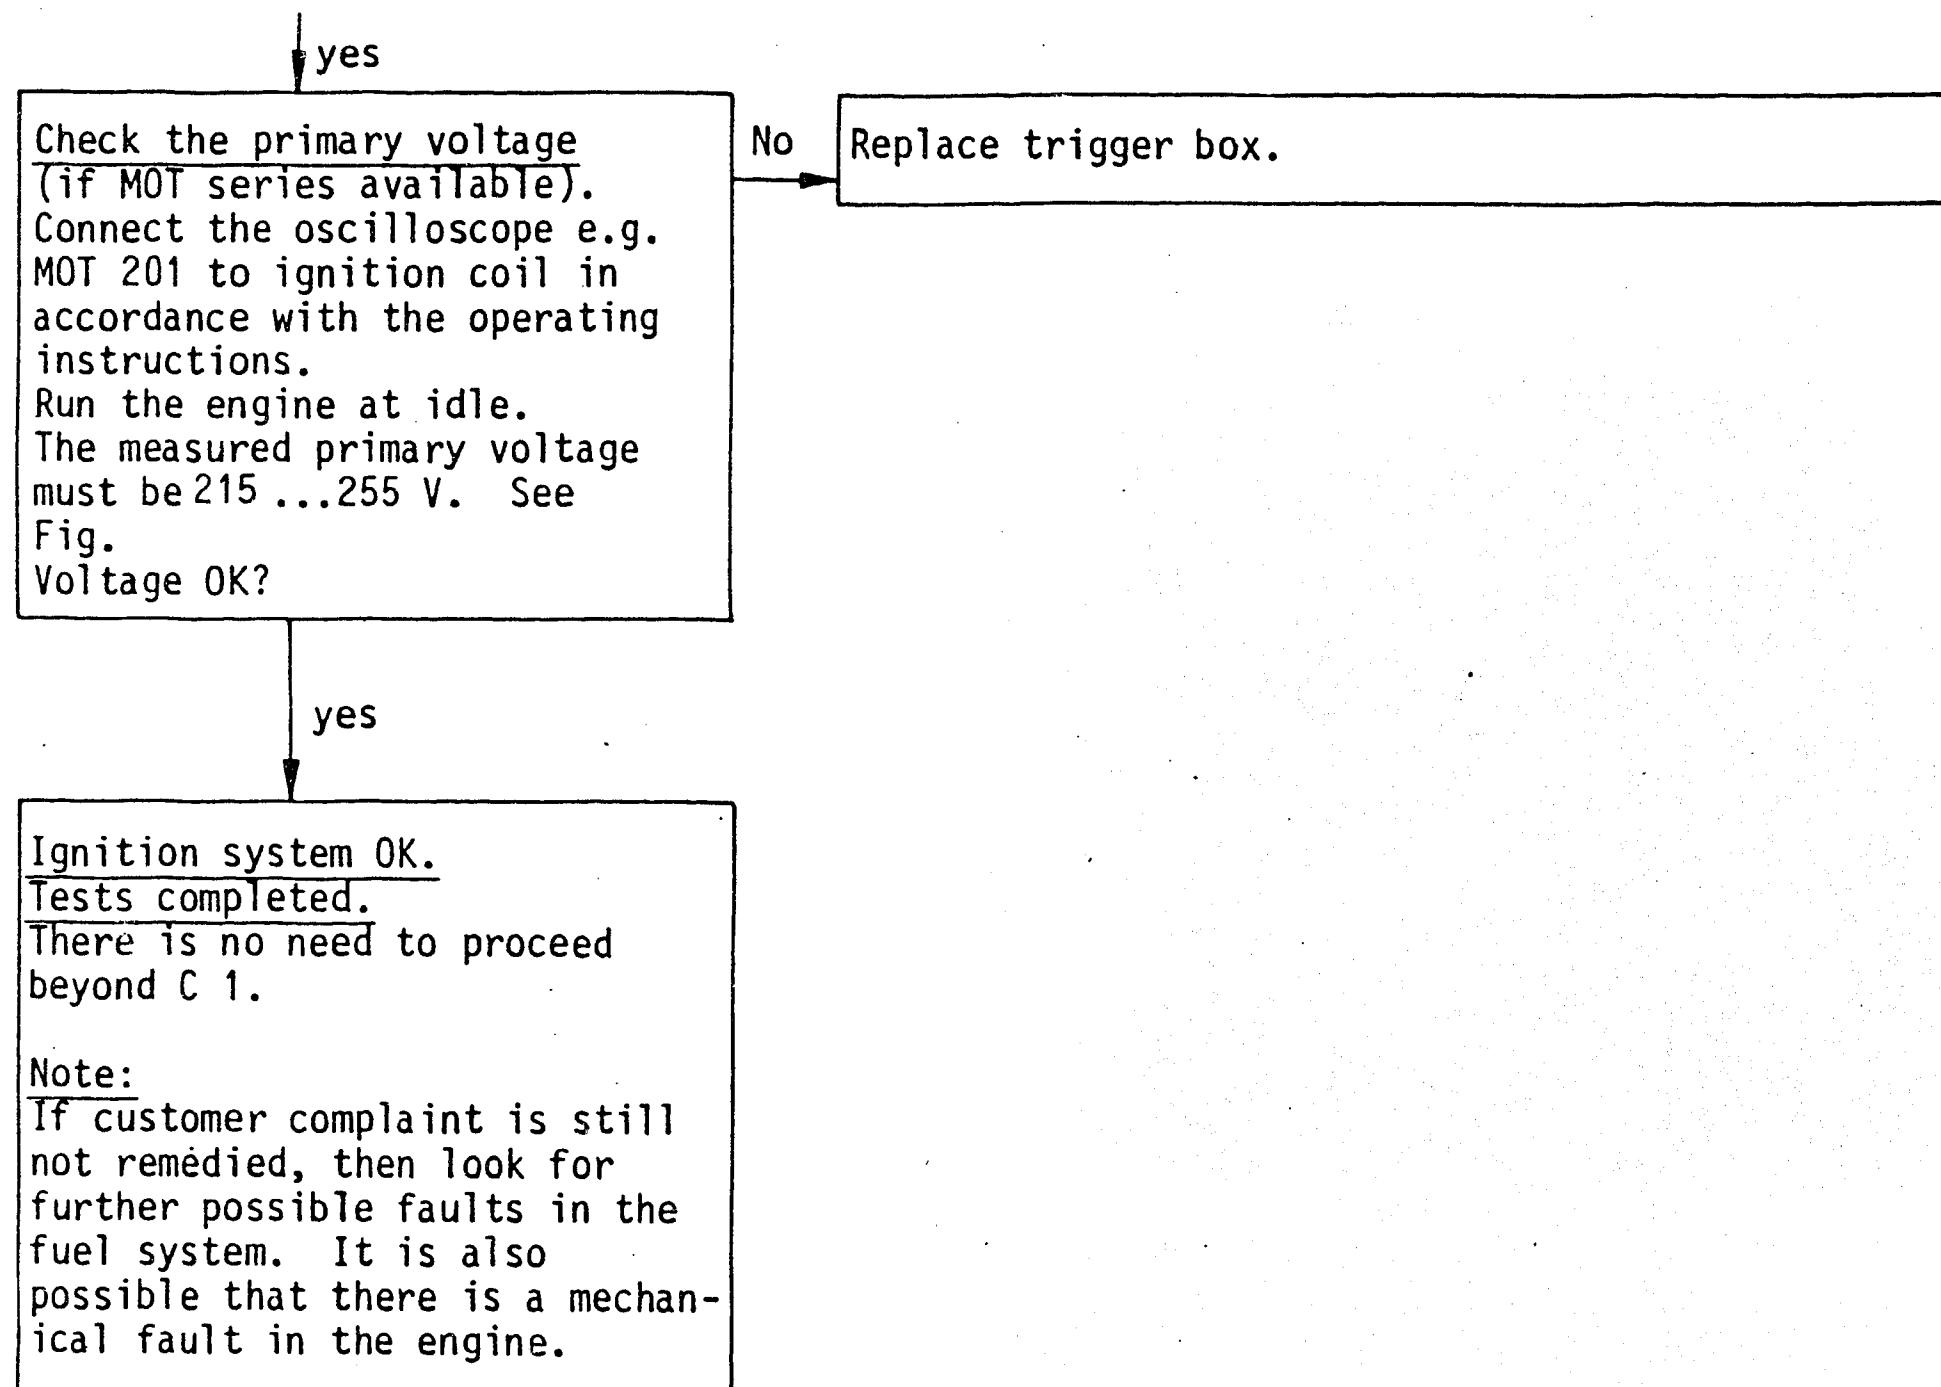 yes
Check the primary voltage
(if MOT series available).
Connect the oscilloscope e.g.
MOT 201 to ignition coil in
accordance with the operating
instructions.
Run the engine at idle.
The measured primary voltage
must be 215 ...255 V. See
Fig.
Voltage OK?
No
Replace trigger box.
yes
Ignition system OK.
Tests completed.
There is no need to proceed
beyond C 1.
Note:
If customer complaint is still
not remedied, then look for
further possible faults in the
fuel system. It is also
possible that there is a mechan-
ical fault in the engine.